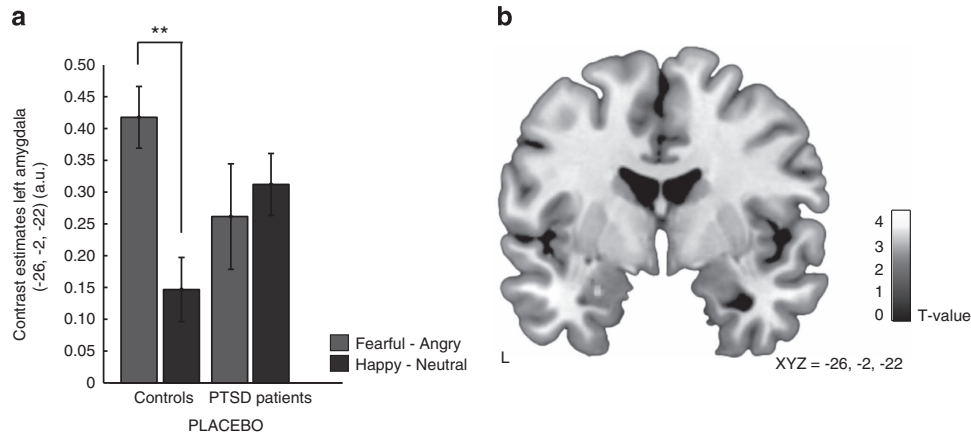 a
**
0.50
0.45
0.40
0.35
0.30
0.25
0.20
0.15
0.10
0.05
0
Contrast estimates left amygdala
(-26, -2, -22) (a.u.)
Controls
PTSD patients
PLACEBO
Fearful - Angry
Happy - Neutral
b
L
4
3
2
1
0
T-value
XYZ = -26, -2, -22